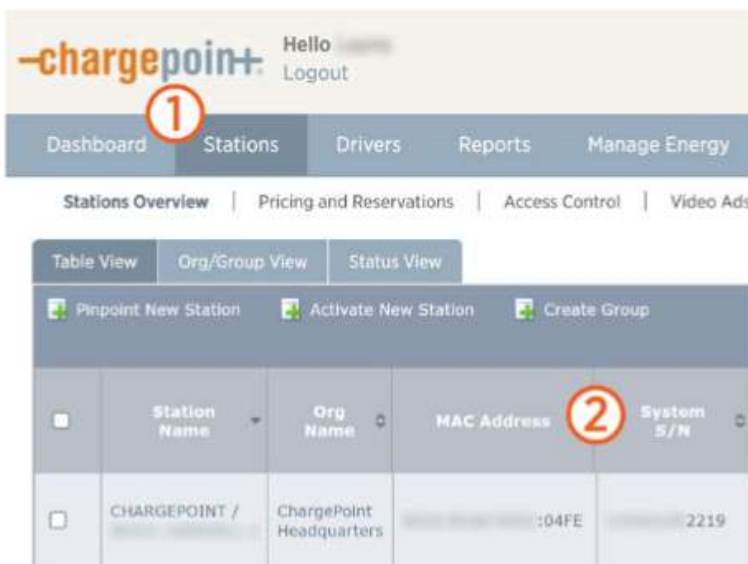 Hello
-chargepoin+.
Logout
1
Dashboard Stations Drivers Reports Manage Energy
Stations Overview | Pricing and Reservations | Access Control | Video Ads
Table View Org/Group View Status View
Pinpoint New Station Activate New Station Create Group
Station Name Org Name MAC Address 2 System S/N
CHARGEPOINT / ChargePoint Headquarters :04FE 2219